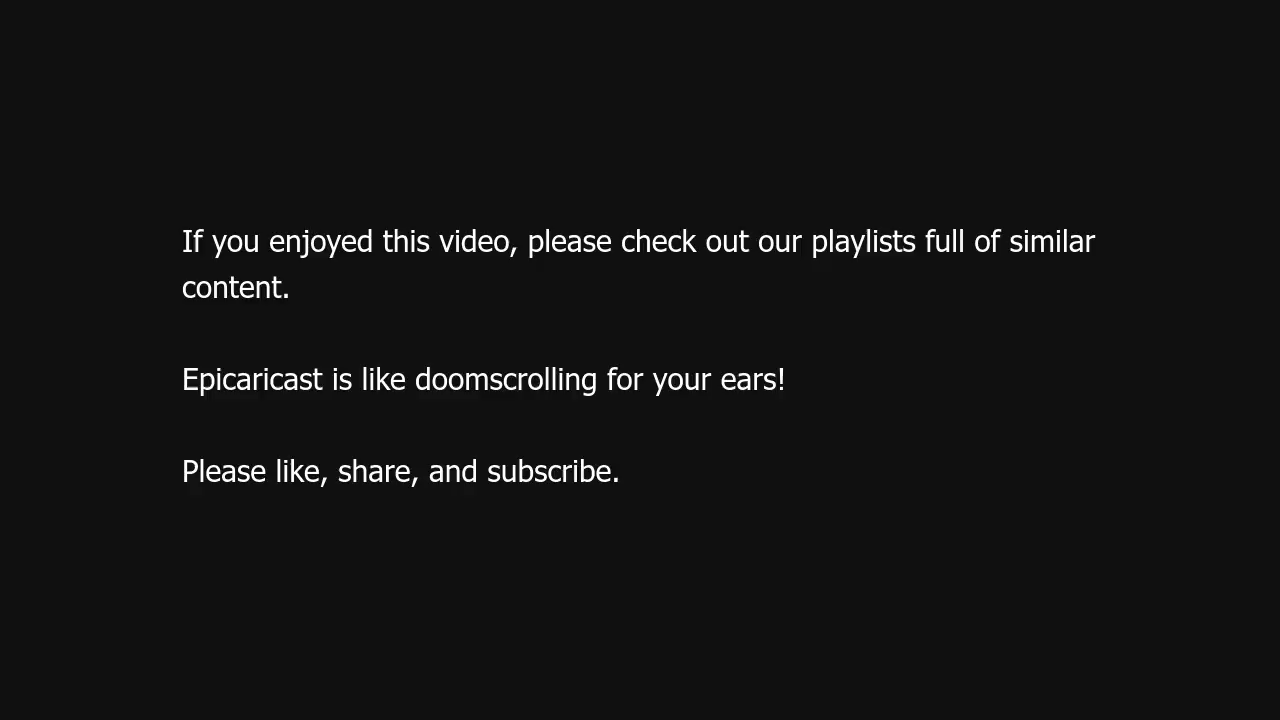 If you enjoyed this video, please check out our playlists full of similar
content.
Epicaricast is like doomscrolling for your ears!
Please like, share, and subscribe.